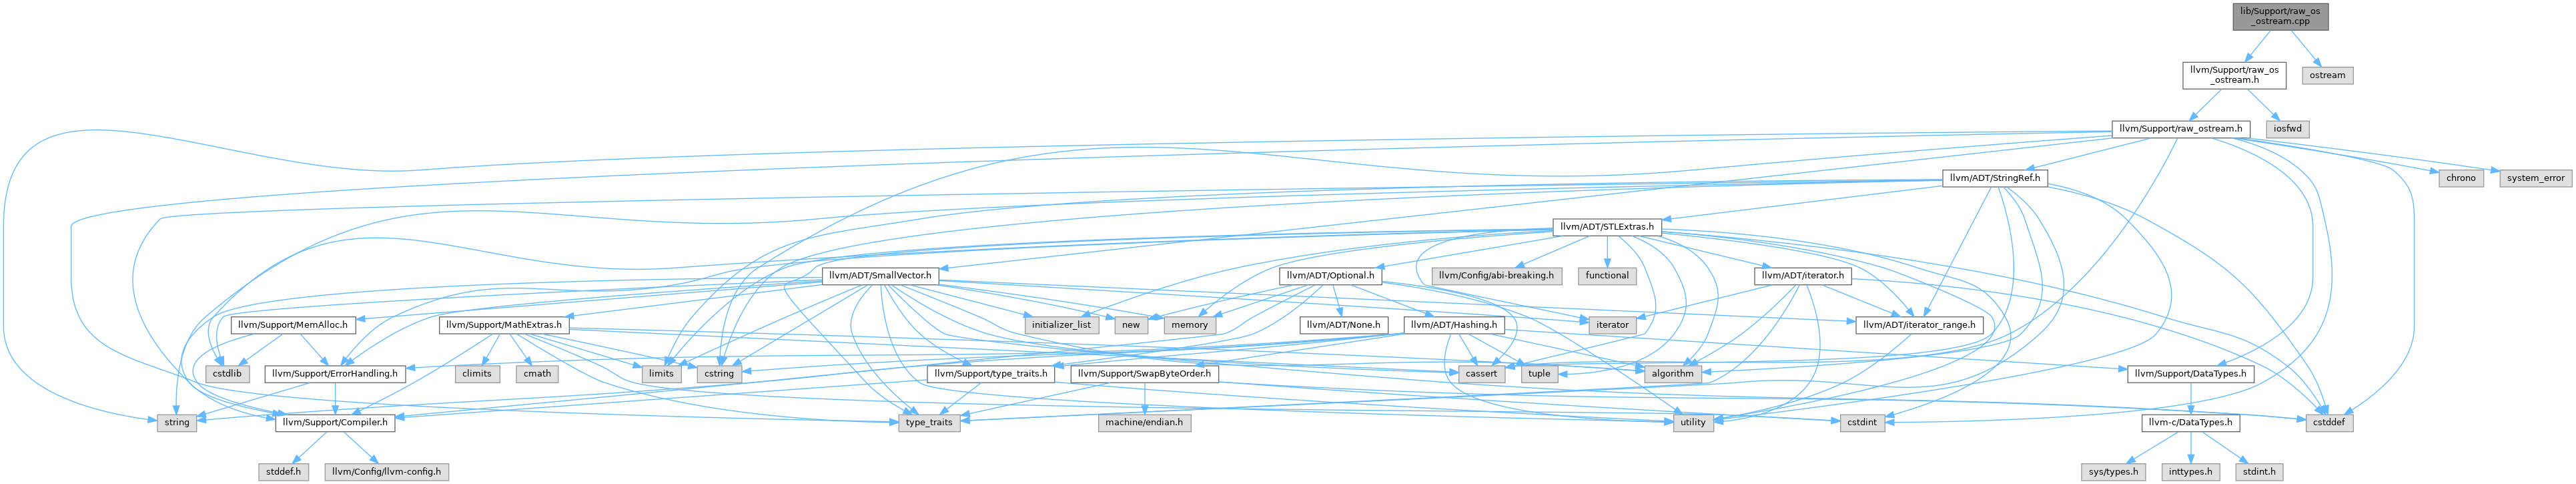 lib/Support/raw_os
_ostream.cpp
llvm/Support/raw_os
_ostream.h
ostream
llvm/Support/raw_ostream.h
iosfwd
llvm/ADT/StringRef.h
chrono
system_error
llvm/ADT/STLExtras.h
llvm/ADT/SmallVector.h
llvm/ADT/Optional.h
llvm/Config/abi-breaking.h
functional
llvm/ADT/iterator.h
llvm/Support/MemAlloc.h
llvm/Support/MathExtras.h
initializer_list
new
memory
llvm/ADT/None.h
llvm/ADT/Hashing.h
iterator
llvm/ADT/iterator_range.h
cstdlib
llvm/Support/ErrorHandling.h
climits
cmath
limits
cstring
llvm/Support/type_traits.h
llvm/Support/SwapByteOrder.h
cassert
tuple
algorithm
llvm/Support/DataTypes.h
string
llvm/Support/Compiler.h
type_traits
machine/endian.h
utility
cstdint
llvm-c/DataTypes.h
cstddef
stddef.h
llvm/Config/llvm-config.h
sys/types.h
inttypes.h
stdint.h